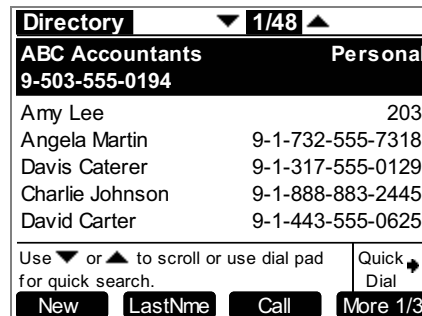 Directory ▼ 1/48 ▲
ABC Accountants Personal
9-503-555-0194
Amy Lee 203
Angela Martin 9-1-732-555-7318
Davis Caterer 9-1-317-555-0129
Charlie Johnson 9-1-888-883-2445
David Carter 9-1-443-555-0625
Use ▼ or ▲ to scroll or use dial pad
for quick search.
Quick
Dial
New LastNme Call More 1/3